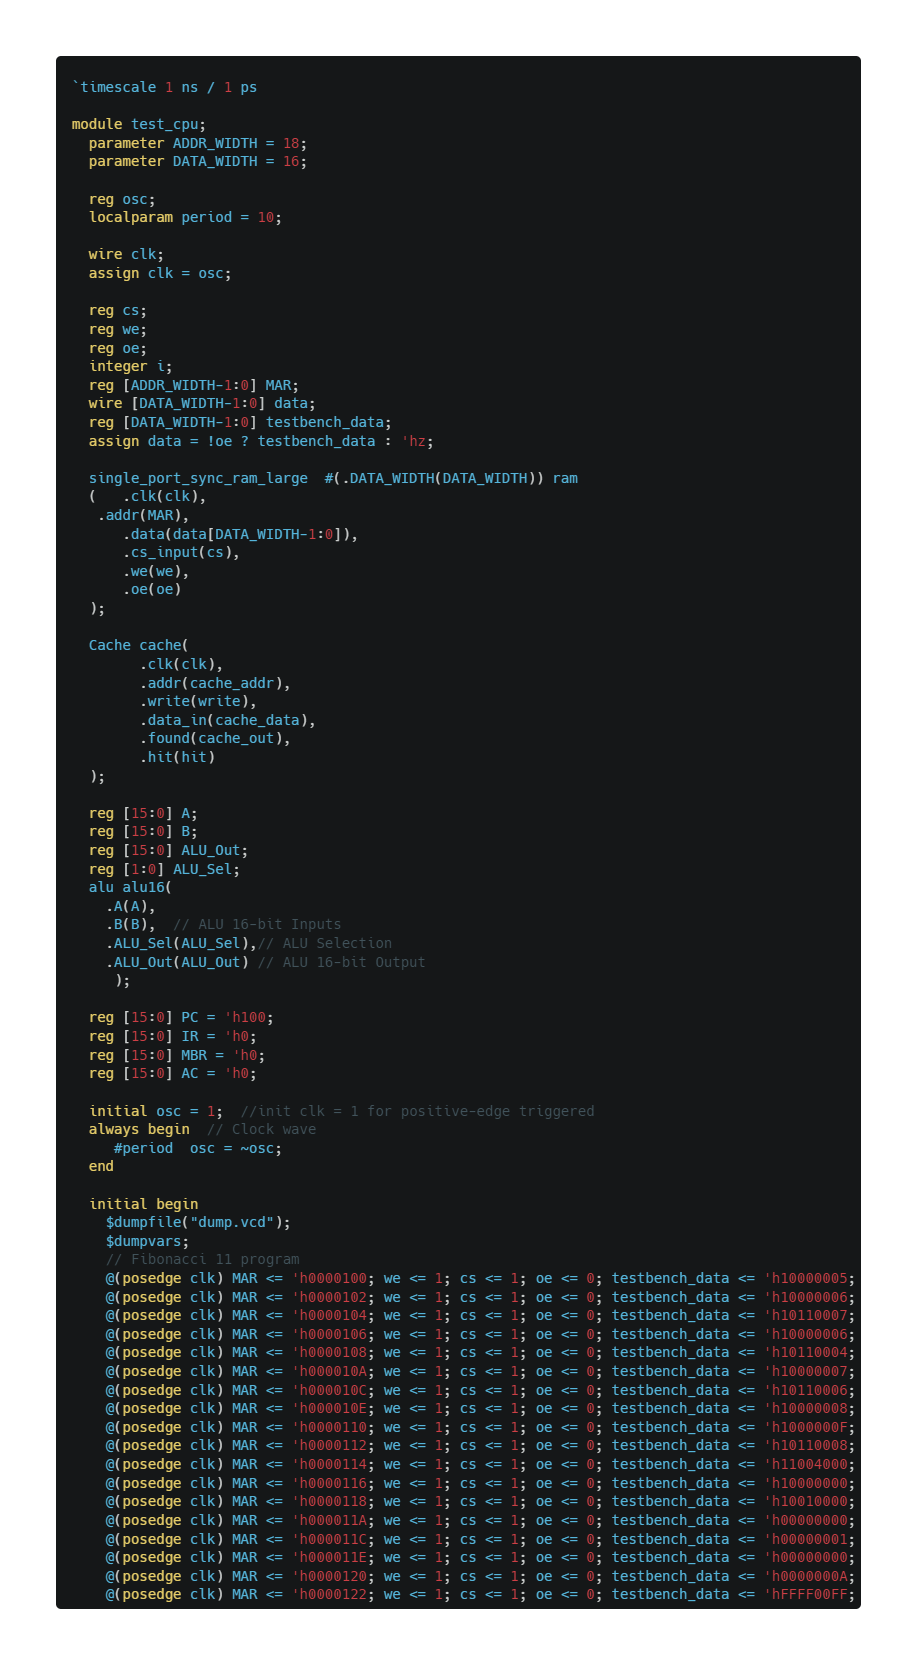 `timescale 1 ns / 1 ps
module test_cpu;
parameter ADDR_WIDTH = 18;
parameter DATA_WIDTH = 16;
reg osc;
localparam period = 10;
wire clk;
assign clk = osc;
reg cs;
reg we;
reg oe;
integer i;
reg [ADDR_WIDTH-1:0] MAR;
wire [DATA_WIDTH-1:0] data;
reg [DATA_WIDTH-1:0] testbench_data;
assign data = !oe ? testbench_data : 'hz;
single_port_sync_ram_large  #(.DATA_WIDTH(DATA_WIDTH)) ram
(   .clk(clk),
.addr(MAR),
.data(data[DATA_WIDTH-1:0]),
.cs_input(cs),
.we(we),
.oe(oe)
);
Cache cache(
.clk(clk),
.addr(cache_addr),
.write(write),
.data_in(cache_data),
.found(cache_out),
.hit(hit)
);
reg [15:0] A;
reg [15:0] B;
reg [15:0] ALU_Out;
reg [1:0] ALU_Sel;
alu alu16(
.A(A),
.B(B),  // ALU 16-bit Inputs
.ALU_Sel(ALU_Sel),// ALU Selection
.ALU_Out(ALU_Out) // ALU 16-bit Output
);
reg [15:0] PC = 'h100;
reg [15:0] IR = 'h0;
reg [15:0] MBR = 'h0;
reg [15:0] AC = 'h0;
initial osc = 1;  //init clk = 1 for positive-edge triggered
always begin  // Clock wave
#period  osc = ~osc;
end
initial begin
$dumpfile("dump.vcd");
$dumpvars;
// Fibonacci 11 program
@(posedge clk) MAR <= 'h0000100; we <= 1; cs <= 1; oe <= 0; testbench_data <= 'h10000005;
@(posedge clk) MAR <= 'h0000102; we <= 1; cs <= 1; oe <= 0; testbench_data <= 'h10000006;
@(posedge clk) MAR <= 'h0000104; we <= 1; cs <= 1; oe <= 0; testbench_data <= 'h10110007;
@(posedge clk) MAR <= 'h0000106; we <= 1; cs <= 1; oe <= 0; testbench_data <= 'h10000006;
@(posedge clk) MAR <= 'h0000108; we <= 1; cs <= 1; oe <= 0; testbench_data <= 'h10110004;
@(posedge clk) MAR <= 'h000010A; we <= 1; cs <= 1; oe <= 0; testbench_data <= 'h10000007;
@(posedge clk) MAR <= 'h000010C; we <= 1; cs <= 1; oe <= 0; testbench_data <= 'h10110006;
@(posedge clk) MAR <= 'h000010E; we <= 1; cs <= 1; oe <= 0; testbench_data <= 'h10000008;
@(posedge clk) MAR <= 'h0000110; we <= 1; cs <= 1; oe <= 0; testbench_data <= 'h1000000F;
@(posedge clk) MAR <= 'h0000112; we <= 1; cs <= 1; oe <= 0; testbench_data <= 'h10110008;
@(posedge clk) MAR <= 'h0000114; we <= 1; cs <= 1; oe <= 0; testbench_data <= 'h11004000;
@(posedge clk) MAR <= 'h0000116; we <= 1; cs <= 1; oe <= 0; testbench_data <= 'h10000000;
@(posedge clk) MAR <= 'h0000118; we <= 1; cs <= 1; oe <= 0; testbench_data <= 'h10010000;
@(posedge clk) MAR <= 'h000011A; we <= 1; cs <= 1; oe <= 0; testbench_data <= 'h00000000;
@(posedge clk) MAR <= 'h000011C; we <= 1; cs <= 1; oe <= 0; testbench_data <= 'h00000001;
@(posedge clk) MAR <= 'h000011E; we <= 1; cs <= 1; oe <= 0; testbench_data <= 'h00000000;
@(posedge clk) MAR <= 'h0000120; we <= 1; cs <= 1; oe <= 0; testbench_data <= 'h0000000A;
@(posedge clk) MAR <= 'h0000122; we <= 1; cs <= 1; oe <= 0; testbench_data <= 'hFFFF00FF;